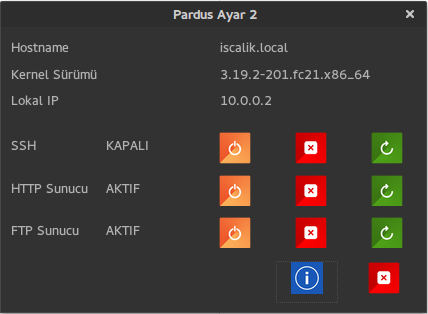 Pardus Ayar 2
Hostname iscalik.local
Kernel Sürümü 3.19.2-201.fc21.x86_64
Lokal IP 10.0.0.2
SSH KAPALI
HTTP Sunucu AKTIF
FTP Sunucu AKTIF